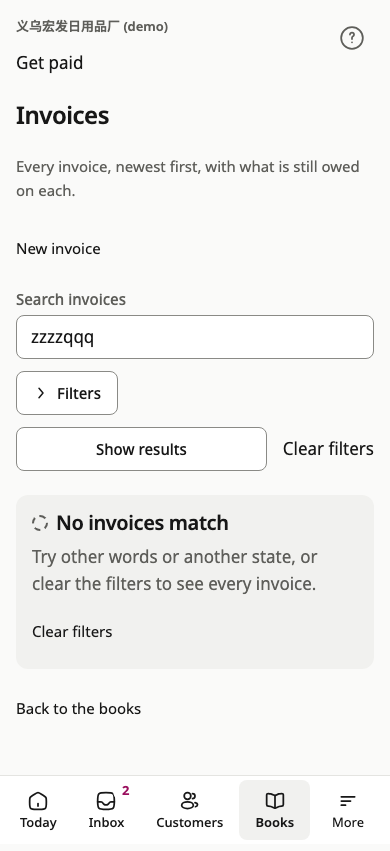 义乌宏发日用品厂 (demo)
Get paid
Invoices
Every invoice, newest first, with what is still owed
on each.
New invoice
Search invoices
zzzzqqq
Filters
Show results
Clear filters
No invoices match
Try other words or another state, or
clear the filters to see every invoice.
Clear filters
Back to the books
2
Today
Inbox
Customers
Books
More